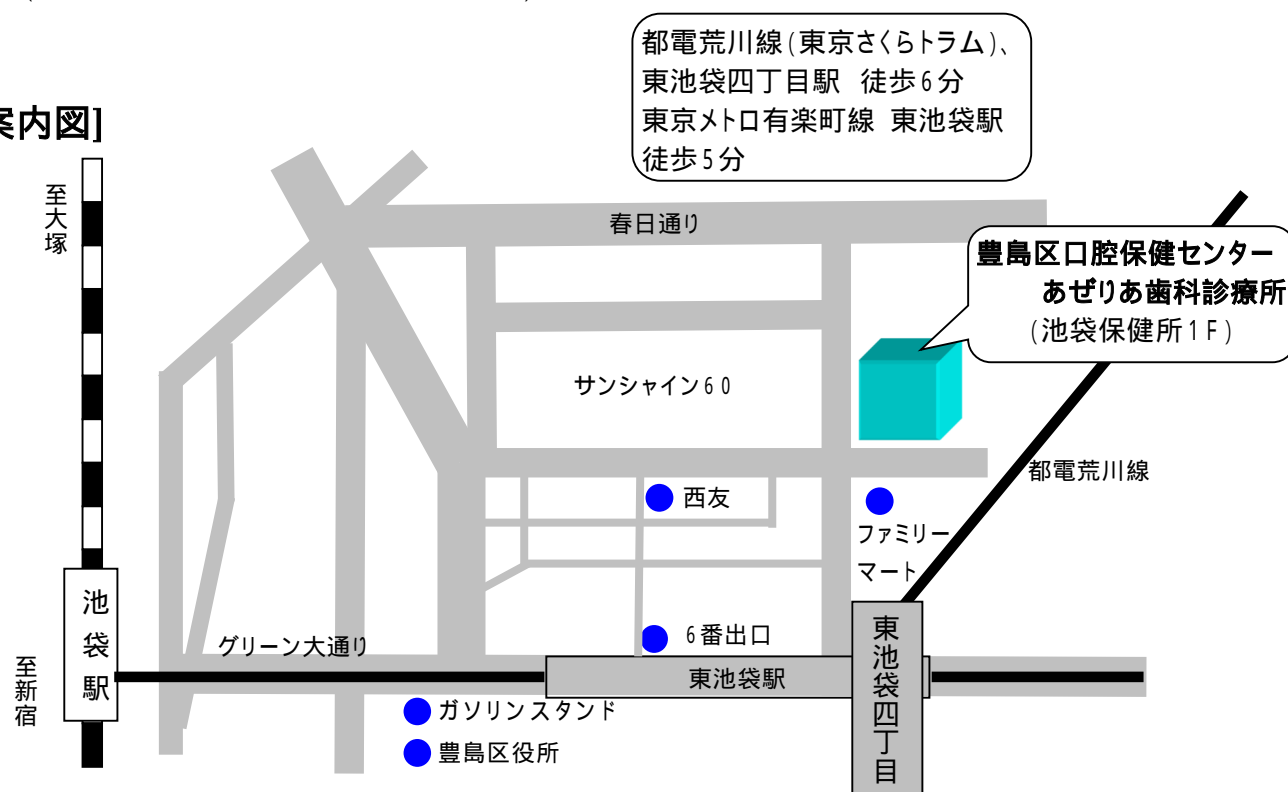 都電荒川線(東京さくらトラム)、
東池袋四丁目駅 徒歩6分
東京メトロ有楽町線 東池袋駅
徒歩5分
案内図]
至大塚
春日通り
豊島区口腔保健センター
あぜりあ歯科診療所
(池袋保健所1F)
サンシャイン60
都電荒川線
西友
ファミリー
マート
池袋駅
6番出口
グリーン大通り
東池袋駅
東池袋四丁目
至新宿
ガソリンスタンド
豊島区役所